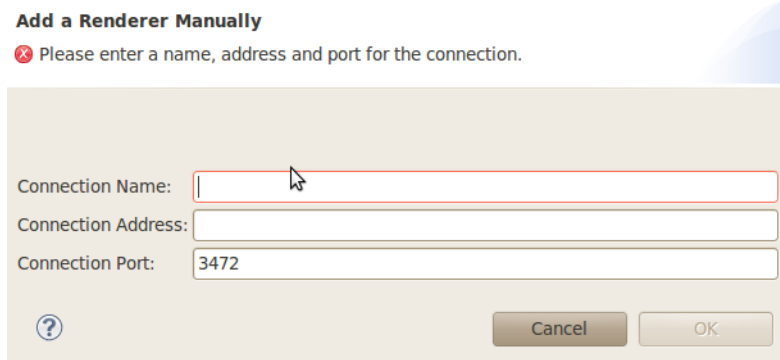 Add a Renderer Manually
Please enter a name, address and port for the connection.
Connection Name:
Connection Address:
Connection Port: 3472
? Cancel OK